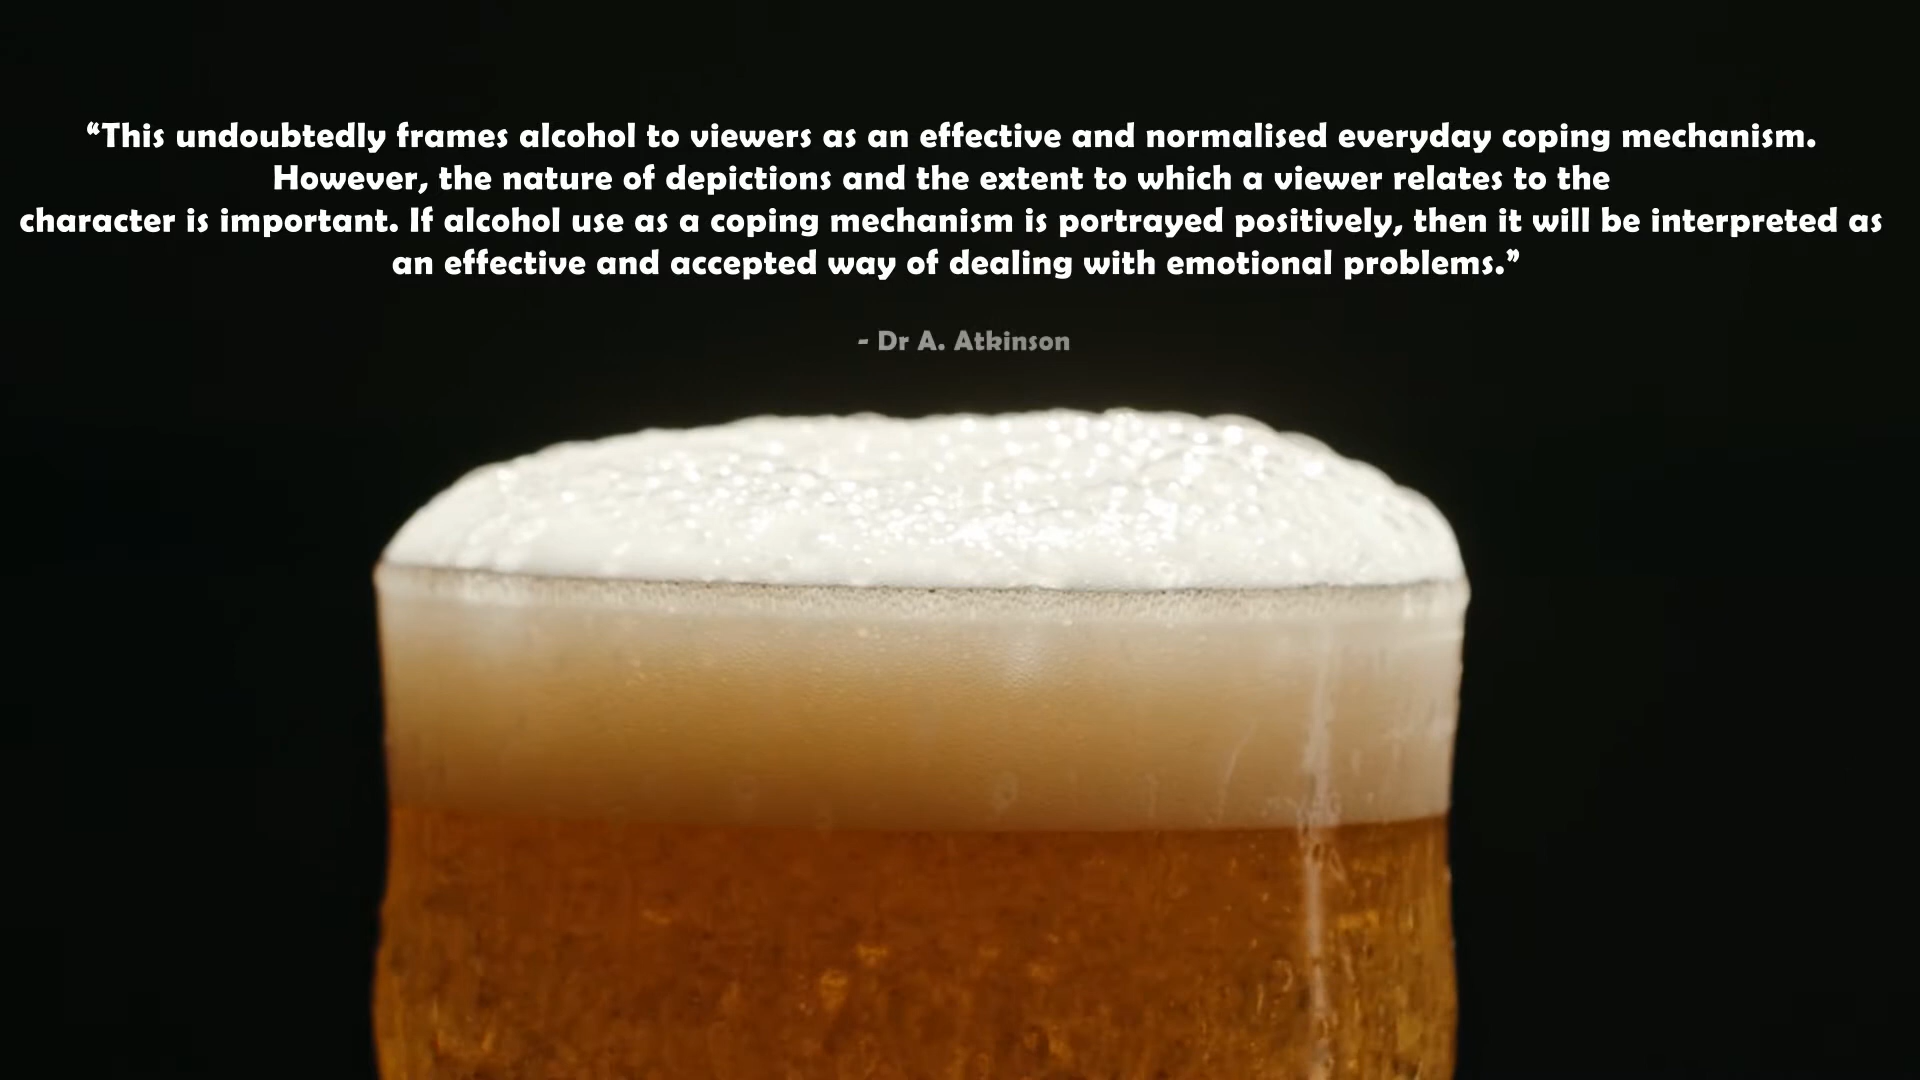 “This undoubtedly frames alcohol to viewers as an effective and normalised everyday coping mechanism.
However, the nature of depictions and the extent to which a viewer relates to the
character is important. If alcohol use as a coping mechanism is portrayed positively, then it will be interpreted as
an effective and accepted way of dealing with emotional problems.”
- Dr A. Atkinson